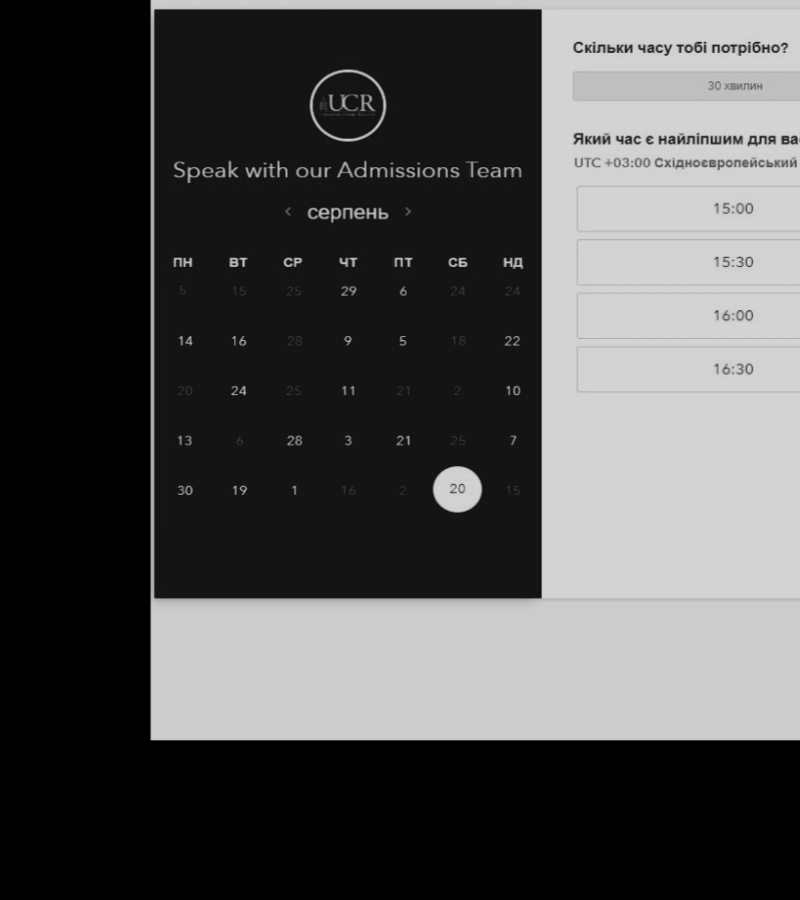 UCR
Speak with our Admissions Team
‹ серпень ›
ПН ВТ СР ЧТ ПТ СБ НД
5 15 25 29 6 24 24
14 16 28 9 5 18 22
20 24 25 11 21 2 10
13 6 28 3 21 25 7
30 19 1 16 2 20 15
Скільки часу тобі потрібно?
30 хвилин
Який час є найліпшим для ва
UTC +03:00 Східноєвропейський
15:00
15:30
16:00
16:30